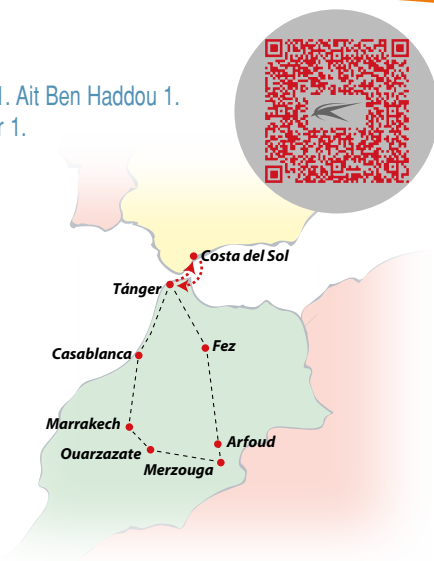 1. Ait Ben Haddou 1.
r 1.
Costa del Sol
Tánger
Casablanca
Fez
Marrakech
Arfoud
Ouarzazate
Merzouga